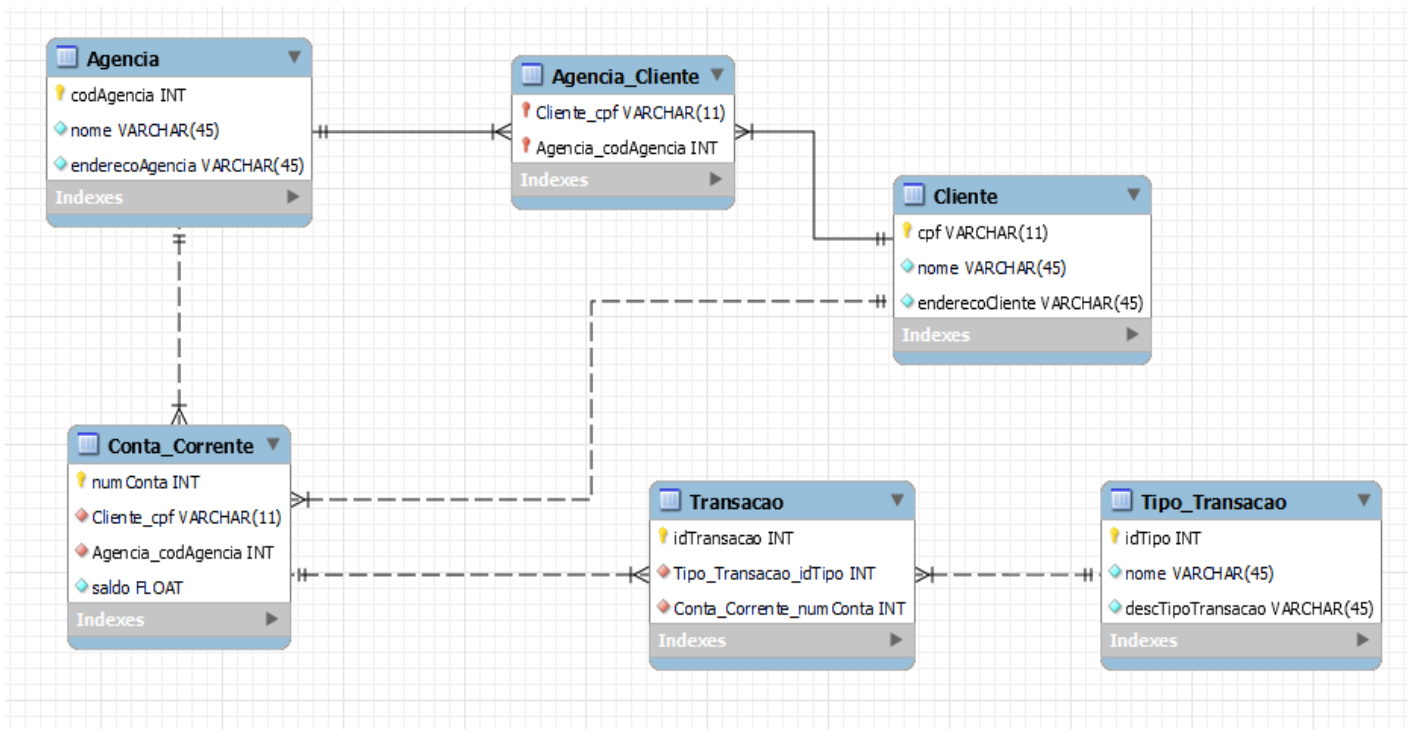 Agencia
codAgencia INT
nome VARCHAR(45)
enderecoAgencia VARCHAR(45)
Indexes
Agencia_Cliente
Cliente_cpf VARCHAR(11)
Agencia_codAgencia INT
Indexes
Cliente
cpf VARCHAR(11)
nome VARCHAR(45)
enderecoCliente VARCHAR(45)
Indexes
Conta_Corrente
numConta INT
Cliente_cpf VARCHAR(11)
Agencia_codAgencia INT
saldo FLOAT
Indexes
Transacao
idTransacao INT
Tipo_Transacao_idTipo INT
Conta_Corrente_numConta INT
Indexes
Tipo_Transacao
idTipo INT
nome VARCHAR(45)
descTipoTransacao VARCHAR(45)
Indexes